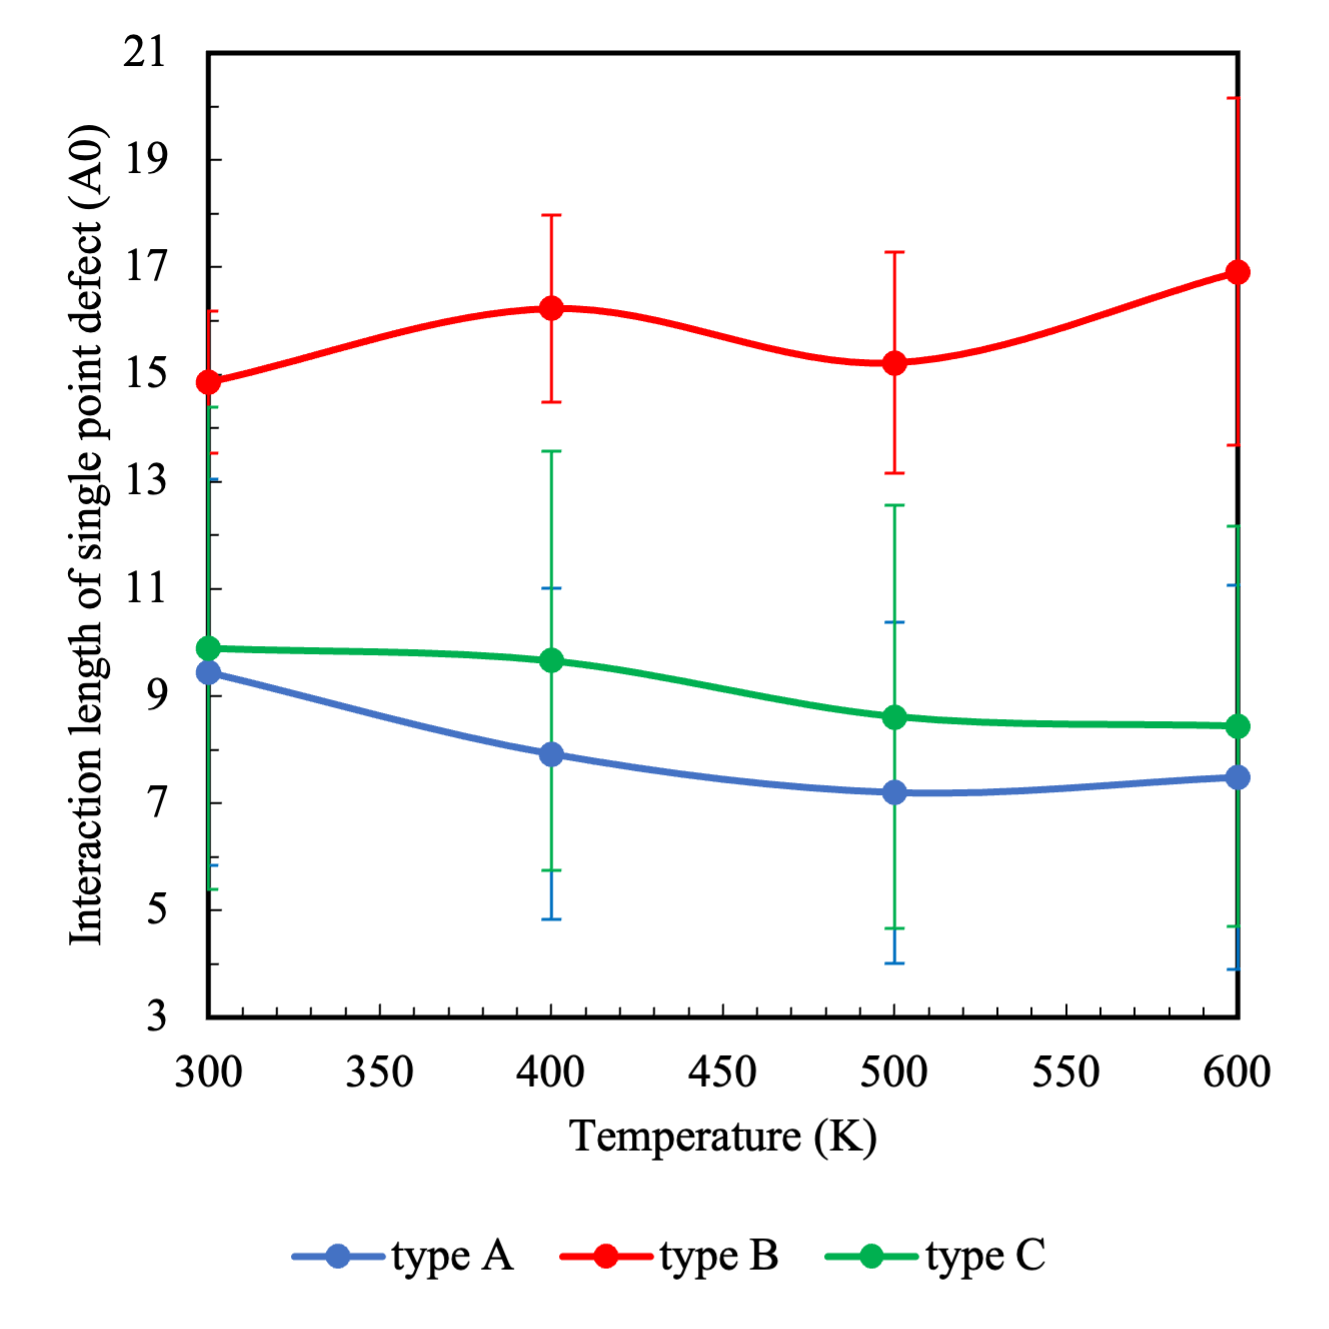 Interaction length of single point defect (A0)
21
19
17
15
13
11
9
7
5
3
300 350 400 450 500 550 600
Temperature (K)
type A type B type C